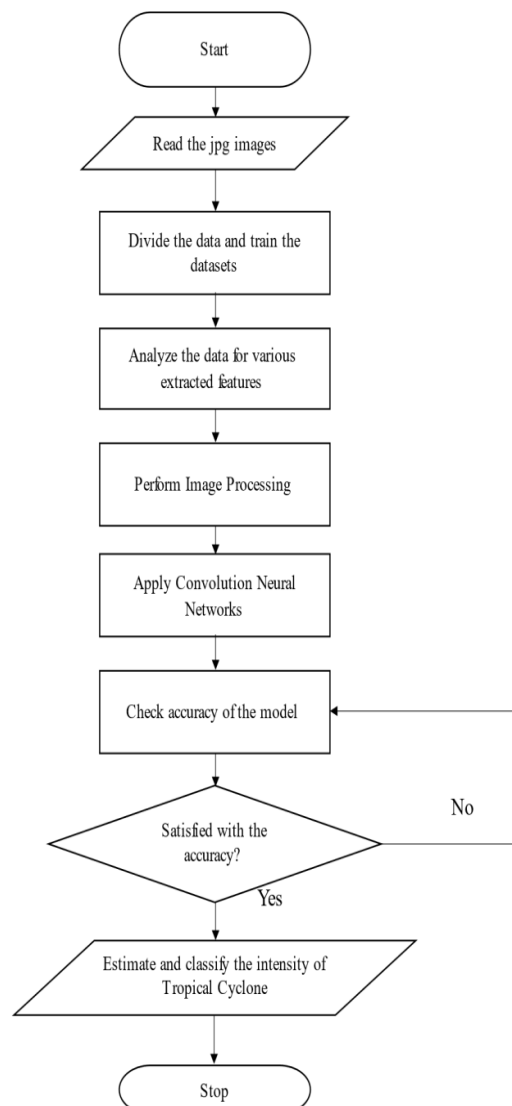 Start
Read the jpg images
Divide the data and train the
datasets
Analyze the data for various
extracted features
Perform Image Processing
Apply Convolution Neural
Networks
Check accuracy of the model
No
Satisfied with the
accuracy?
Yes
Estimate and classify the intensity of
Tropical Cyclone
Stop